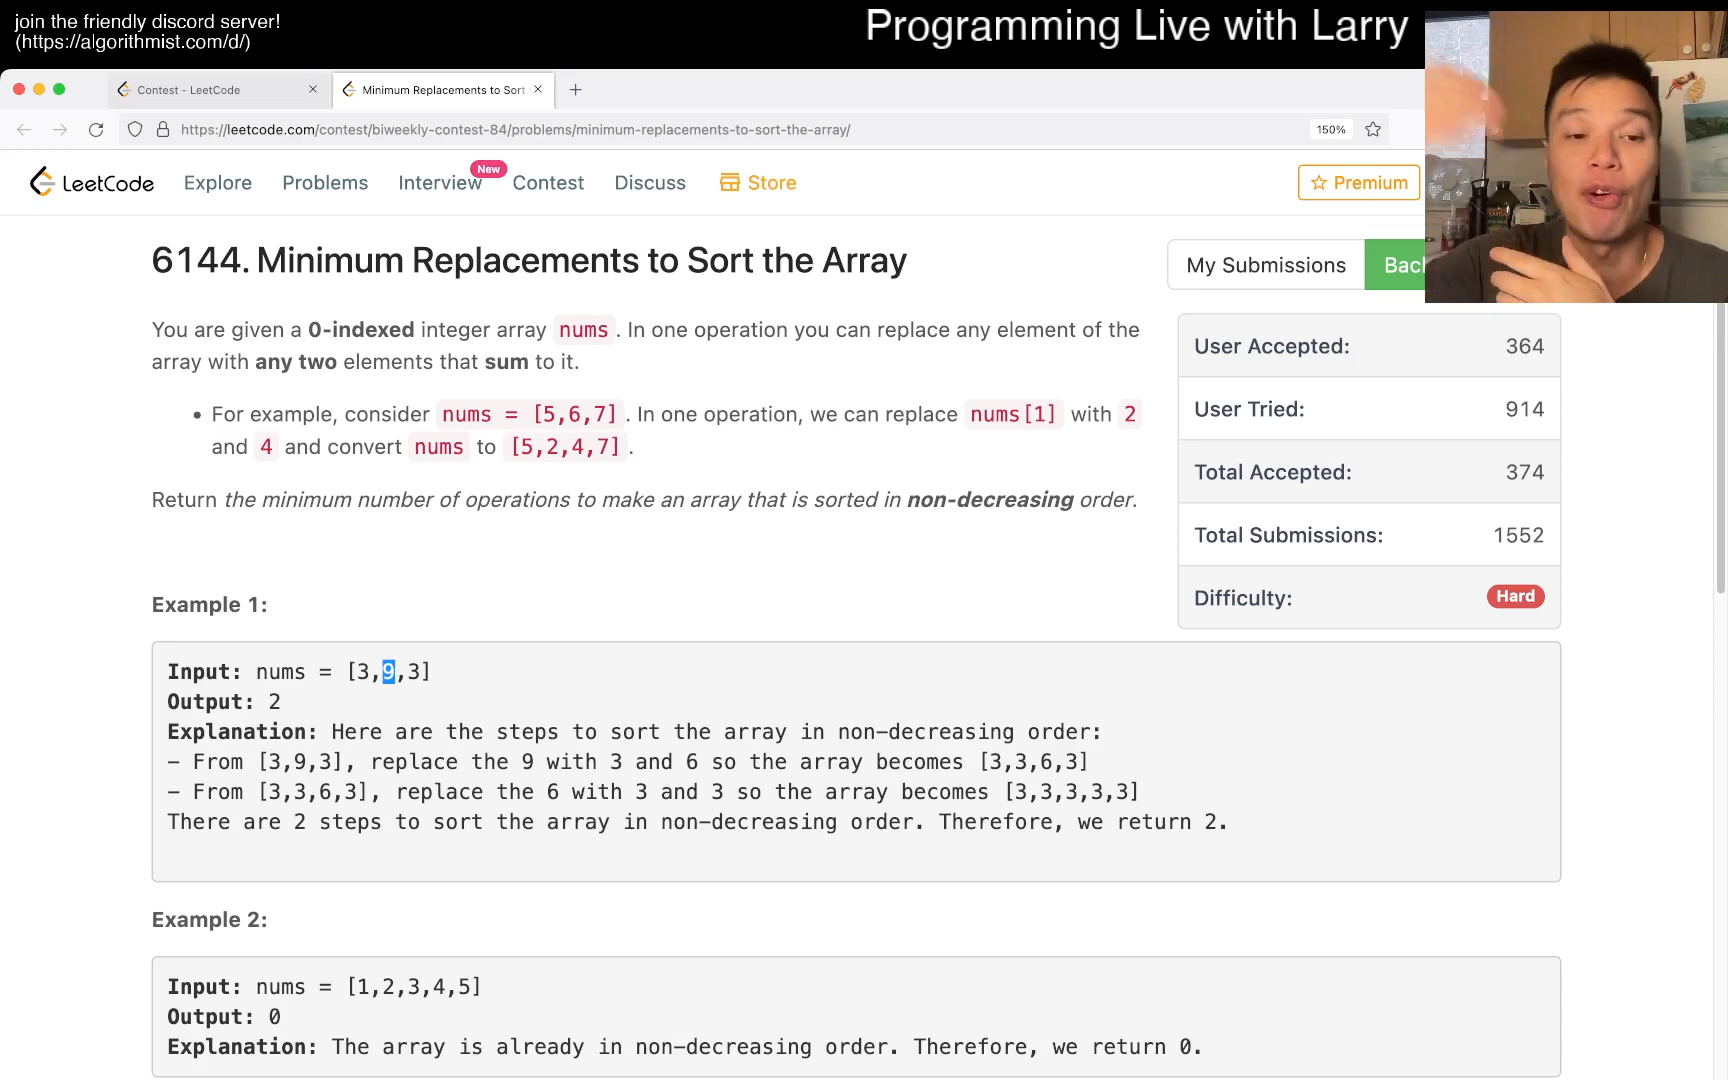 join the friendly discord server!
(https://algorithmist.com/d/)
Programming Live with Larry
Contest - LeetCode
Minimum Replacements to Sort
https://leetcode.com/contest/biweekly-contest-84/problems/minimum-replacements-to-sort-the-array/
150%
LeetCode
Explore
Problems
Interview
New
Contest
Discuss
Store
Premium
6144. Minimum Replacements to Sort the Array
My Submissions
Bac
You are given a 0-indexed integer array nums. In one operation you can replace any element of the
array with any two elements that sum to it.
• For example, consider nums = [5,6,7]. In one operation, we can replace nums[1] with 2
and 4 and convert nums to [5,2,4,7].
Return the minimum number of operations to make an array that is sorted in non-decreasing order.
User Accepted: 364
User Tried: 914
Total Accepted: 374
Total Submissions: 1552
Difficulty: Hard
Example 1:
Input: nums = [3,9,3]
Output: 2
Explanation: Here are the steps to sort the array in non-decreasing order:
- From [3,9,3], replace the 9 with 3 and 6 so the array becomes [3,3,6,3]
- From [3,3,6,3], replace the 6 with 3 and 3 so the array becomes [3,3,3,3,3]
There are 2 steps to sort the array in non-decreasing order. Therefore, we return 2.
Example 2:
Input: nums = [1,2,3,4,5]
Output: 0
Explanation: The array is already in non-decreasing order. Therefore, we return 0.